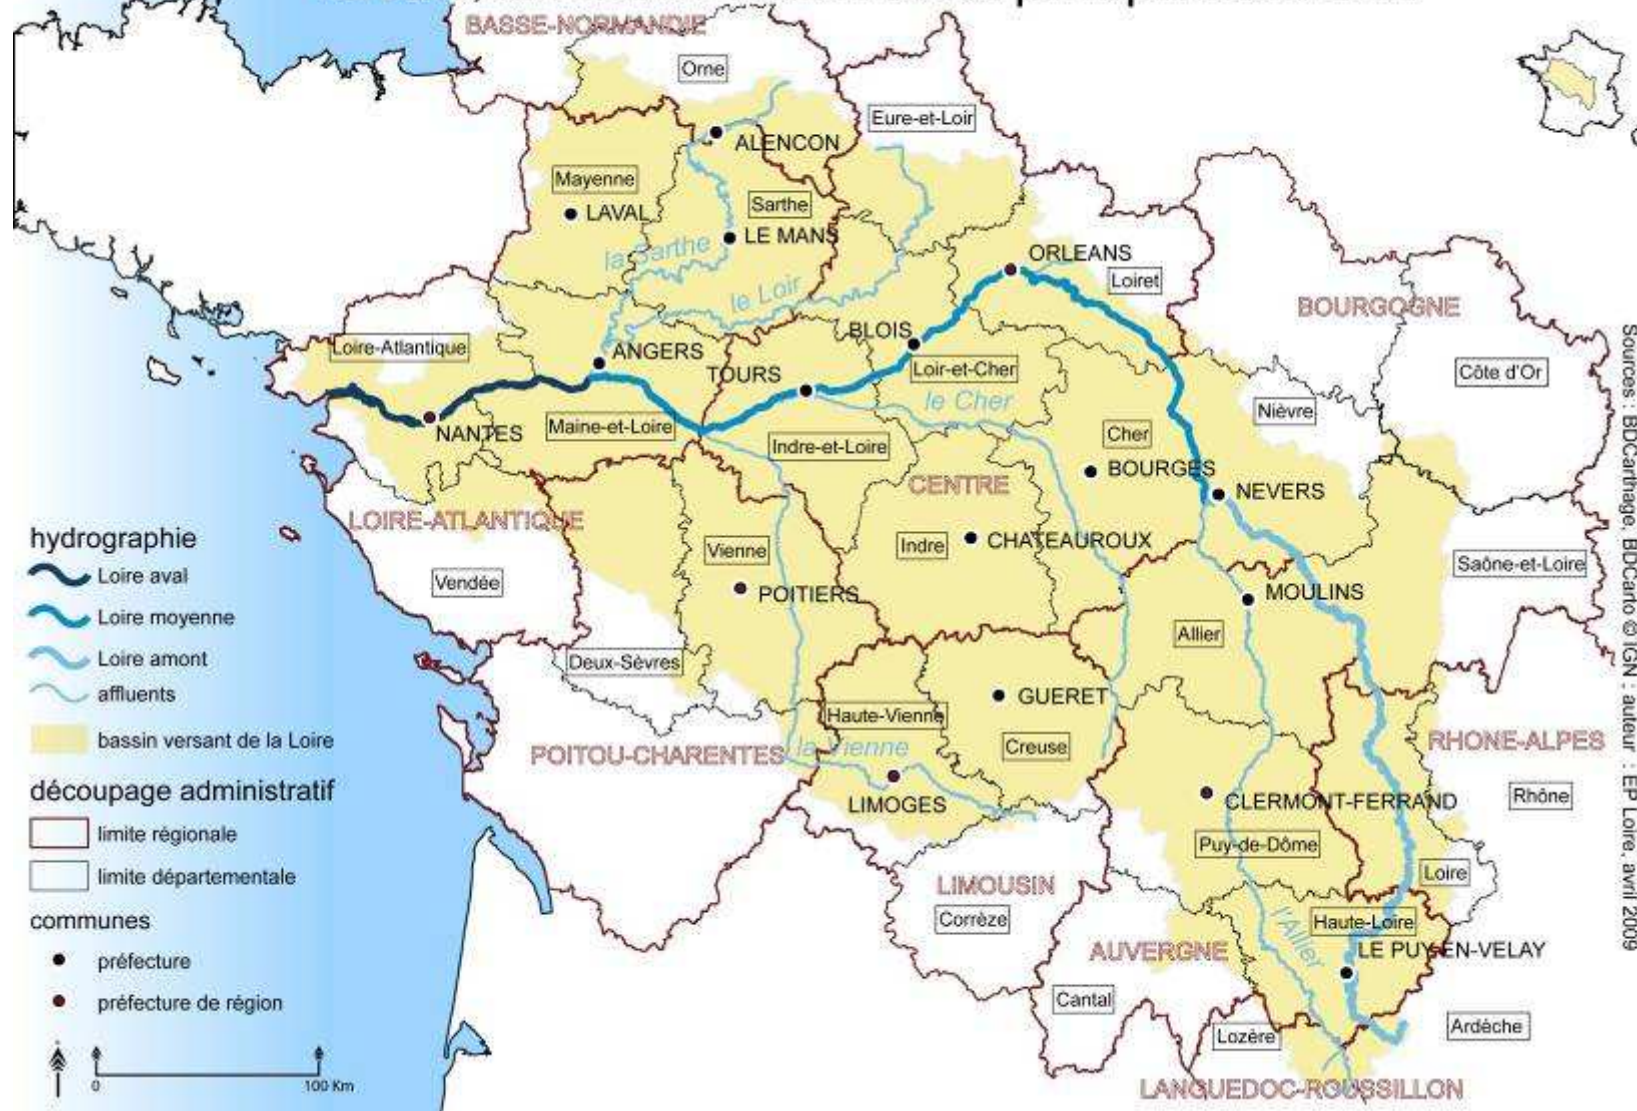 BASSE-NORMANDIE
Orne
Eure-et-Loir
ALENCON
Mayenne
Sarthe
LAVAL
LE MANS
la Sarthe
ORLEANS
Loiret
le Loir
BOURGOGNE
Loire-Atlantique
BLOIS
ANGERS
TOURS
Loir-et-Cher
Côte d'Or
le Cher
Nièvre
NANTES
Maine-et-Loire
Indre-et-Loire
Cher
BOURGES
CENTRE
NEVERS
LOIRE-ATLANTIQUE
Vienne
Indre
CHATEAUROUX
Vendée
POITIERS
MOULINS
Saône-et-Loire
Allier
Deux-Sèvres
GUERET
Haute-Vienne
Creuse
la Vienne
POITOU-CHARENTES
RHONE-ALPES
LIMOGES
CLERMONT-FERRAND
Rhône
Puy-de-Dôme
Loire
LIMOUSIN
Corrèze
Haute-Loire
l'Allier
AUVERGNE
LE PUY-EN-VELAY
Cantal
Lozère
Ardèche
LANGUEDOC-ROUSSILLON
hydrographie
Loire aval
Loire moyenne
Loire amont
affluents
bassin versant de la Loire
découpage administratif
limite régionale
limite départementale
communes
préfecture
préfecture de région
0 100 Km
Sources : BDCarthage, BDCarto © IGN ; auteur : EP Loire, avril 2009